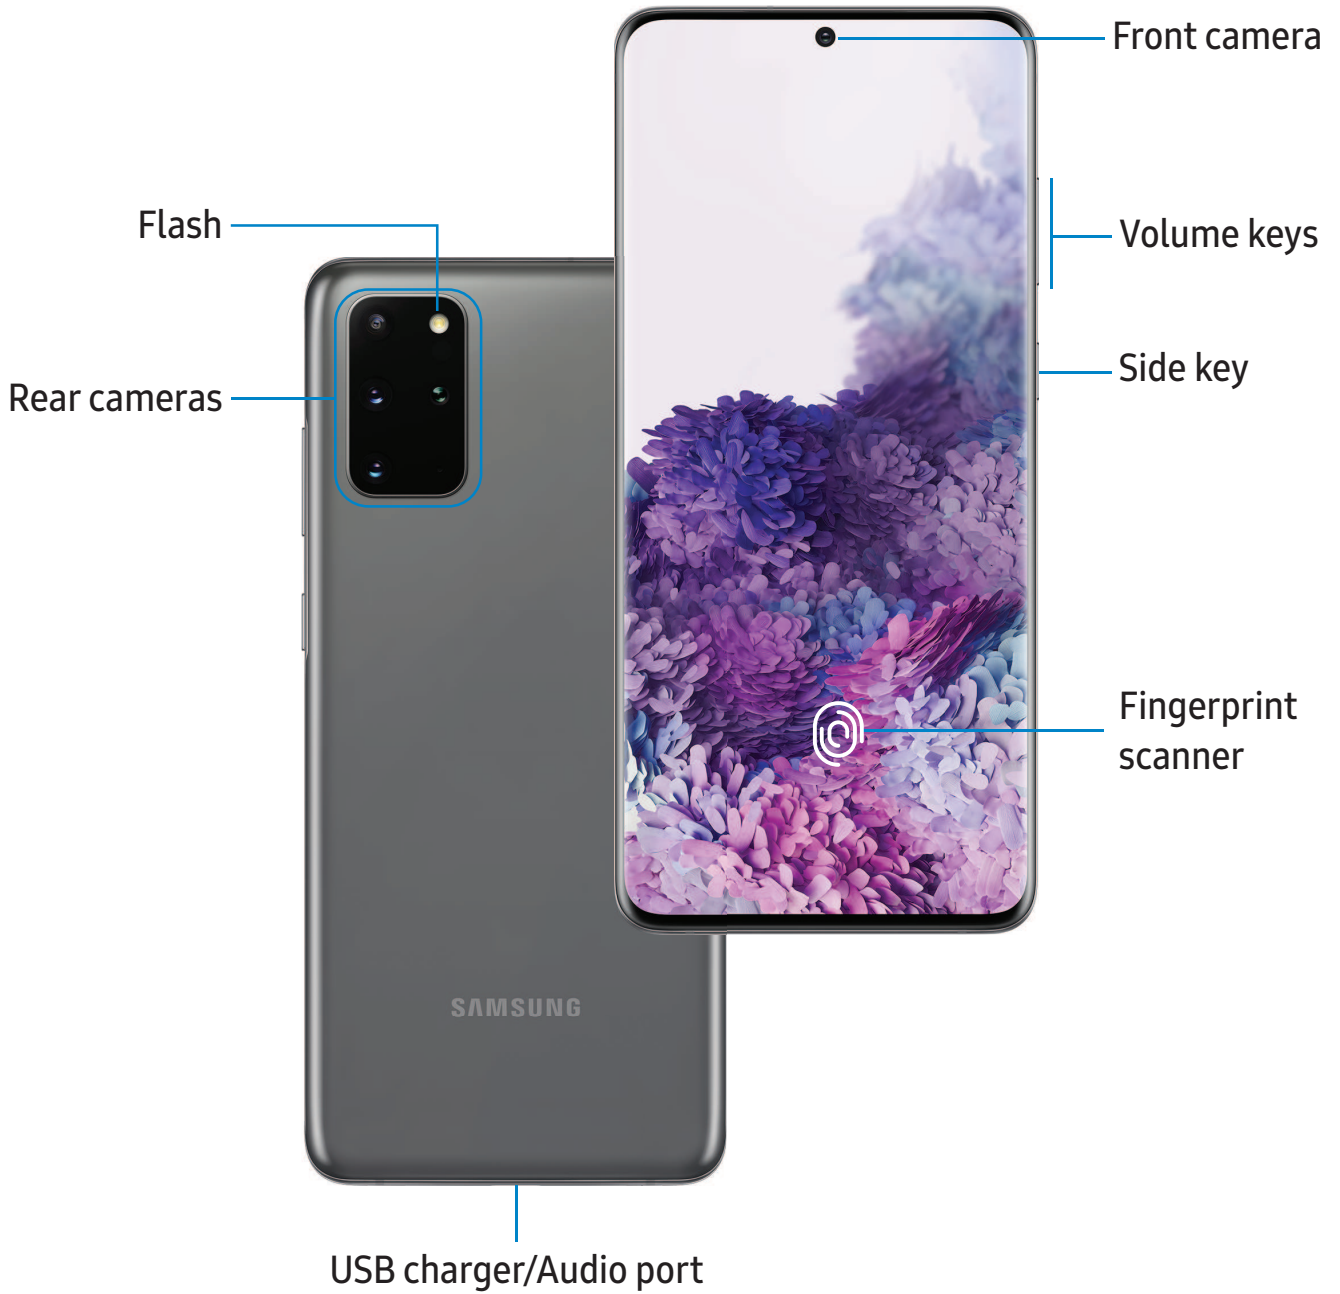 Front camera
Flash
Volume keys
Side key
Rear cameras
Fingerprint
scanner
SAMSUNG
USB charger/Audio port